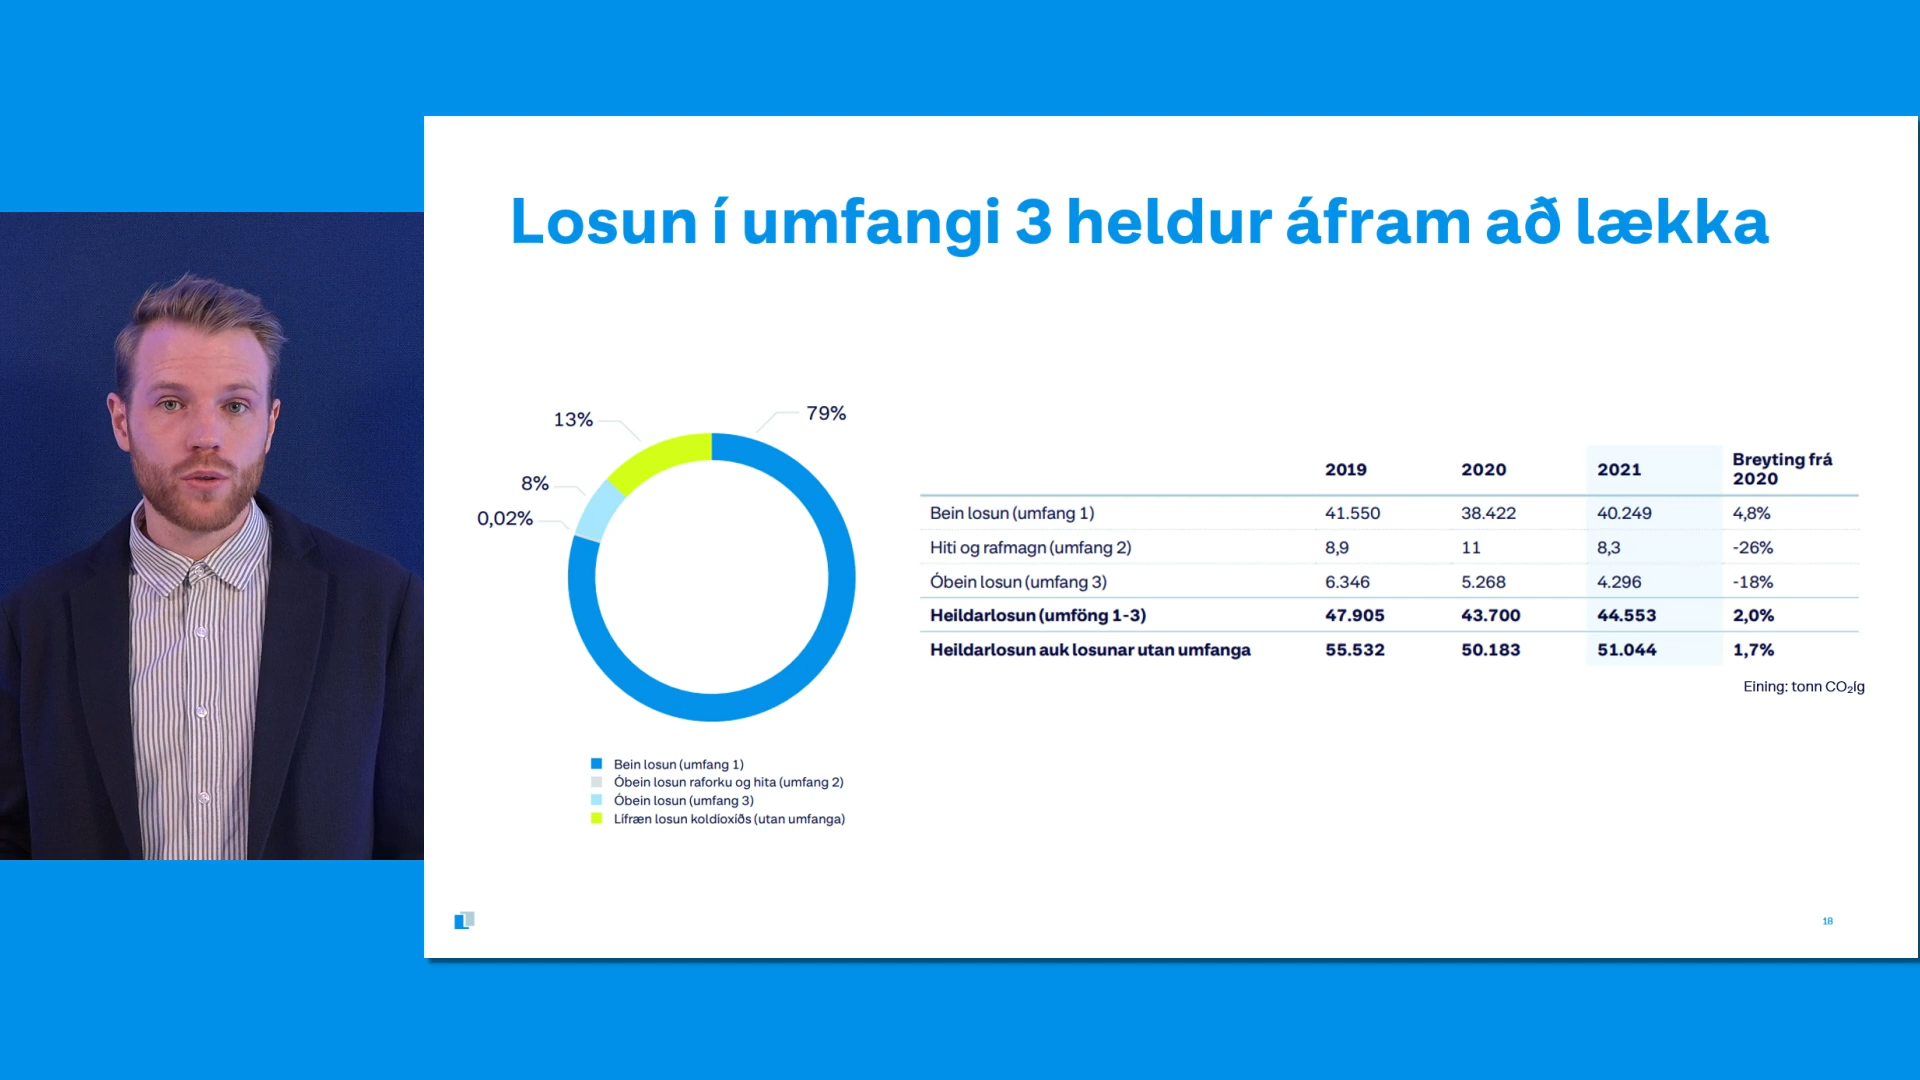 Losun í umfangi 3 heldur áfram að lækka
13%
79%
8%
0,02%
Bein losun (umfang 1)
Óbein losun raforku og hita (umfang 2)
Óbein losun (umfang 3)
Lífræn losun koldíoxíðs (utan umfanga)
2019 2020 2021 Breyting frá
2020
Bein losun (umfang 1) 41.550 38.422 40.249 4,8%
Hiti og rafmagn (umfang 2) 8,9 11 8,3 -26%
Óbein losun (umfang 3) 6.346 5.268 4.296 -18%
Heildarlosun (umföng 1-3) 47.905 43.700 44.553 2,0%
Heildarlosun auk losunar utan umfanga 55.532 50.183 51.044 1,7%
Eining: tonn CO₂íg
18